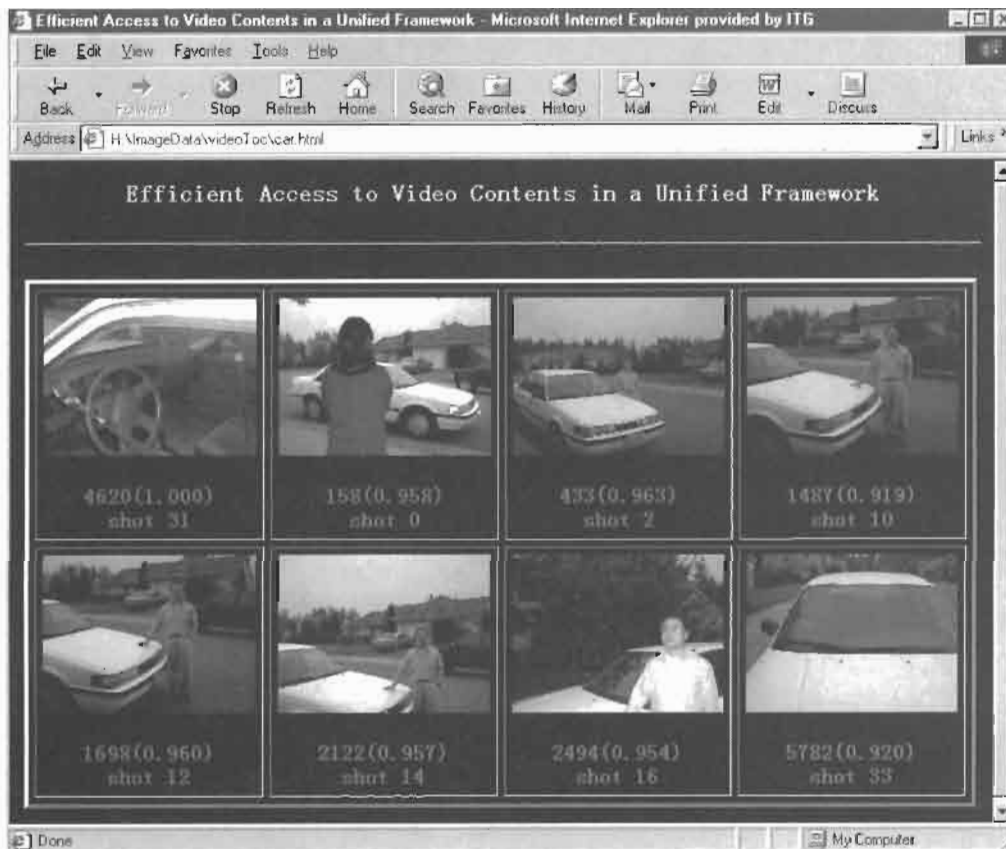 Efficient Access to Video Contents in a Unified Framework - Microsoft Internet Explorer provided by ITG
File Edit View Favorites Tools Help
Back Forward Stop Refresh Home Search Favorites History Mail Print Edit Discuss
Address H:\ImageData\videoToc\car.html Links »
Efficient Access to Video Contents in a Unified Framework
4620(1.000) 158(0.958) 433(0.963) 1487(0.919)
shot 31 shot 0 shot 2 shot 10
1698(0.960) 2122(0.957) 2494(0.954) 5782(0.920)
shot 12 shot 14 shot 16 shot 33
Done My Computer